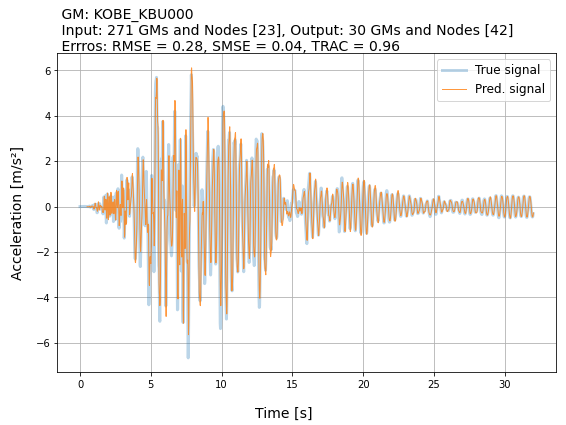 GM: KOBE_KBU000
Input: 271 GMs and Nodes [23], Output: 30 GMs and Nodes [42]
Errros: RMSE = 0.28, SMSE = 0.04, TRAC = 0.96
True signal
Pred. signal
6
4
2
0
−2
−4
−6
Acceleration [m/s²]
0 5 10 15 20 25 30
Time [s]